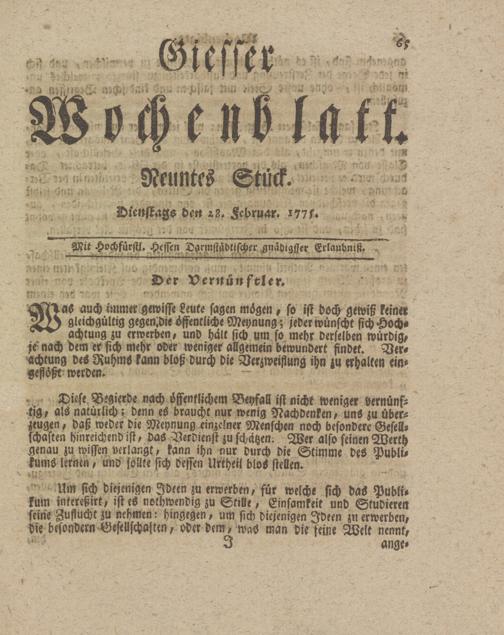 65
Giesser
Wochenblatt.
Neuntes Stück.
Dienstags den 28. Februar. 1775.
Mit Hochfürstl. Hessen Darmstädtischer gnädigster Erlaubniß.
Der Vernünftler.
Was auch immer gewisse Leute sagen mögen, so ist doch gewiß keiner
gleichgültig gegen die öffentliche Meynung; jeder wünscht sich Hoch-
achtung zu erwerben, und hält sich um so mehr derselben würdig,
je nach dem er sich mehr oder weniger allgemein bewundert findet. Ver-
achtung des Ruhms kann bloß durch die Verzweiflung ihn zu erhalten ein-
geflößt werden.
Diese Begierde nach öffentlichem Beyfall ist nicht weniger vernünf-
tig, als natürlich; denn es braucht nur wenig Nachdenken, uns zu über-
zeugen, daß weder die Meynung einzelner Menschen noch besondere Gesell-
schaften hinreichend ist, das Verdienst zu schätzen. Wer also seinen Werth
genau zu wissen verlangt, kann ihn nur durch die Stimme des Publi-
kums lernen, und sollte sich dessen Urtheil blos stellen.
Um sich diejenigen Ideen zu erwerben, für welche sich das Publi-
kum interessirt, ist es nothwendig zu Stille, Einsamkeit und Studieren
seine Zuflucht zu nehmen: hingegen, um sich diejenigen Ideen zu erwerben,
die besondern Gesellschaften, oder dem, was man die feine Welt nennt,
J
ange-